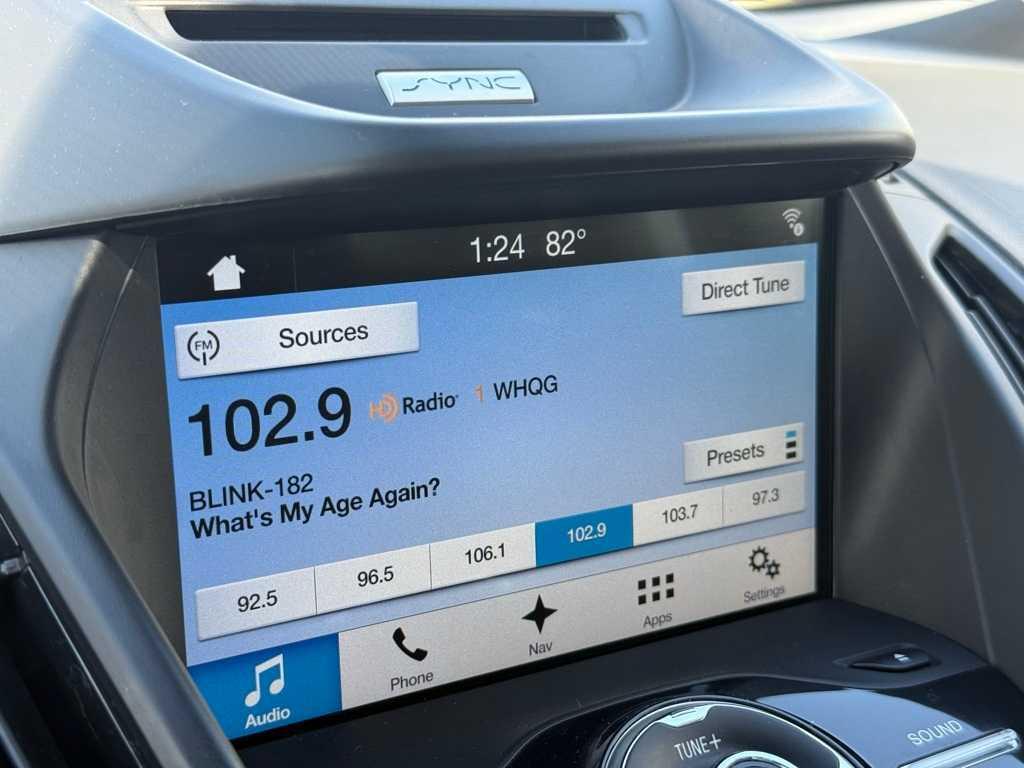 SYNC
1:24 82°
Direct Tune
FM Sources
102.9 HD Radio 1 WHQG
Presets
BLINK-182
What's My Age Again?
92.5 96.5 106.1 102.9 103.7 97.3
Audio Phone Nav Apps Settings
TUNE+ SOUND